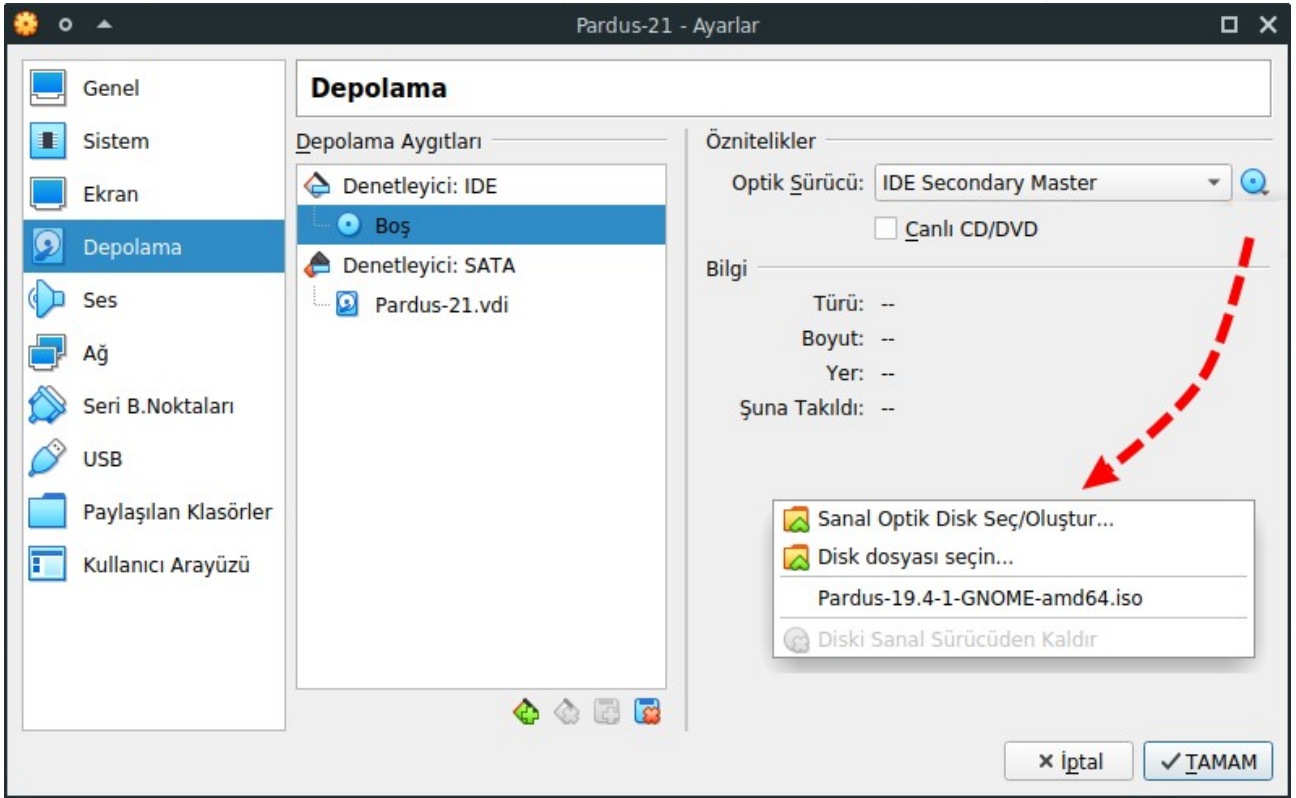 Pardus-21 - Ayarlar
Genel
Sistem
Ekran
Depolama
Ses
Ağ
Seri B.Noktaları
USB
Paylaşılan Klasörler
Kullanıcı Arayüzü
Depolama
Depolama Aygıtları
Denetleyici: IDE
Boş
Denetleyici: SATA
Pardus-21.vdi
Öznitelikler
Optik Sürücü: IDE Secondary Master
Canlı CD/DVD
Bilgi
Türü: --
Boyut: --
Yer: --
Şuna Takıldı: --
Sanal Optik Disk Seç/Oluştur...
Disk dosyası seçin...
Pardus-19.4-1-GNOME-amd64.iso
Diski Sanal Sürücüden Kaldır
İptal
TAMAM